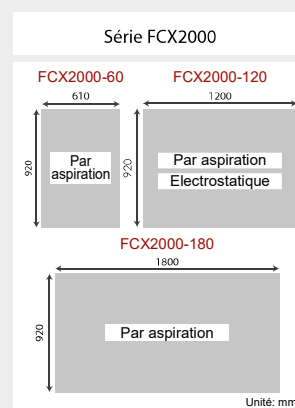 Série FCX2000
FCX2000-60 FCX2000-120
610 1200
920 Par aspiration 920 Par aspiration
Electrostatique
FCX2000-180
1800
920 Par aspiration
Unité: mm